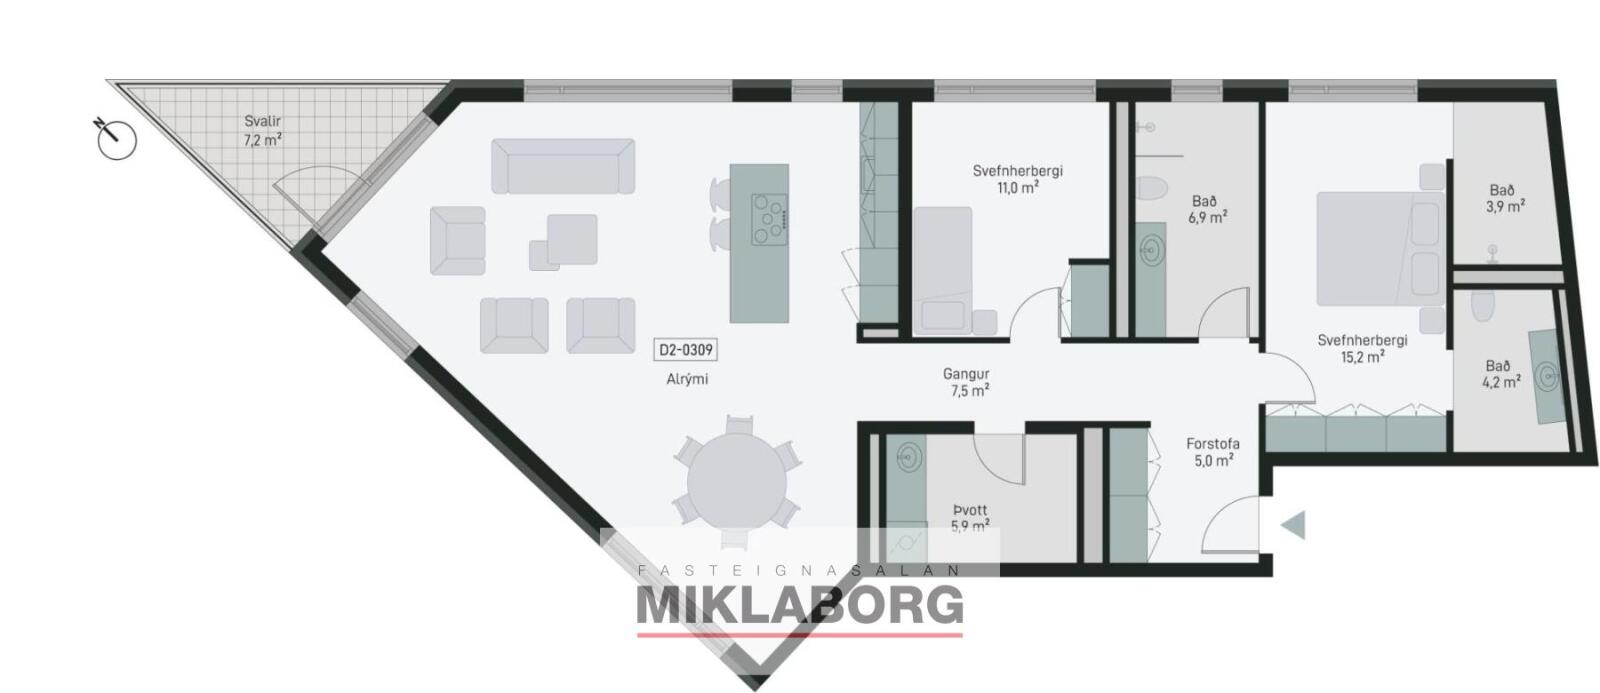 N
Svalir
7,2 m²
Svefnherbergi
11,0 m²
Bað
6,9 m²
Bað
3,9 m²
Svefnherbergi
15,2 m²
Bað
4,2 m²
D2-0309
Alrými
Gangur
7,5 m²
Forstofa
5,0 m²
Þvott
5,9 m²
FASTEIGNASALAN
MIKLABORG